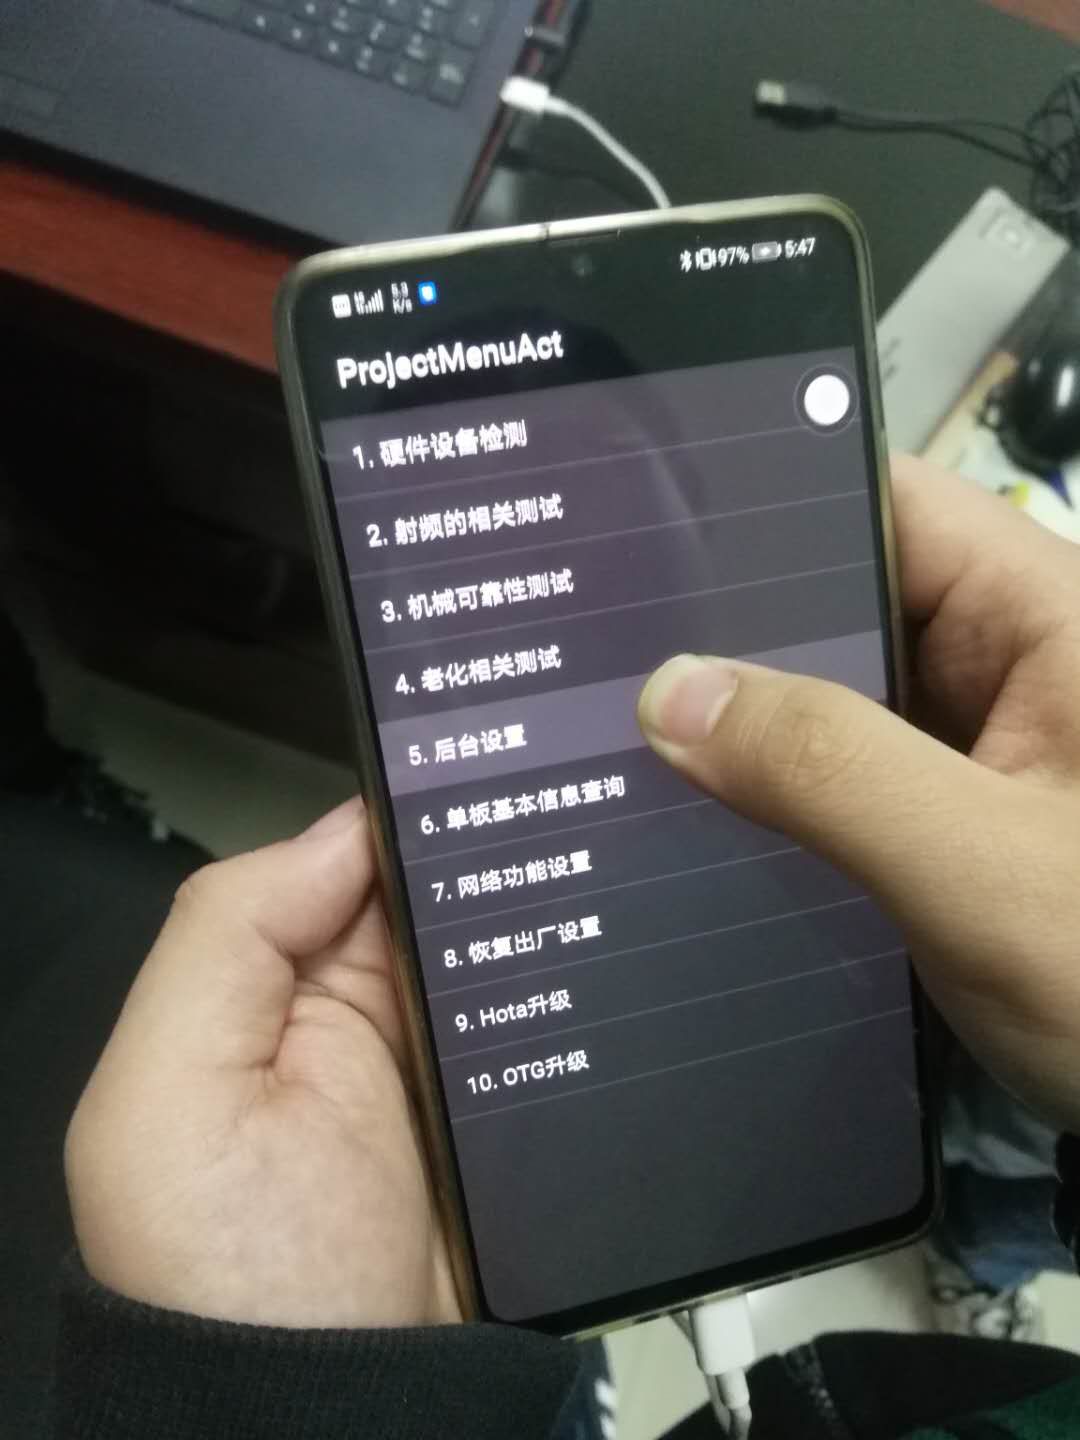 5.3
K/s
97%
5:47
ProjectMenuAct
1. 硬件设备检测
2. 射频的相关测试
3. 机械可靠性测试
4. 老化相关测试
5. 后台设置
6. 单板基本信息查询
7. 网络功能设置
8. 恢复出厂设置
9. Hota升级
10. OTG升级